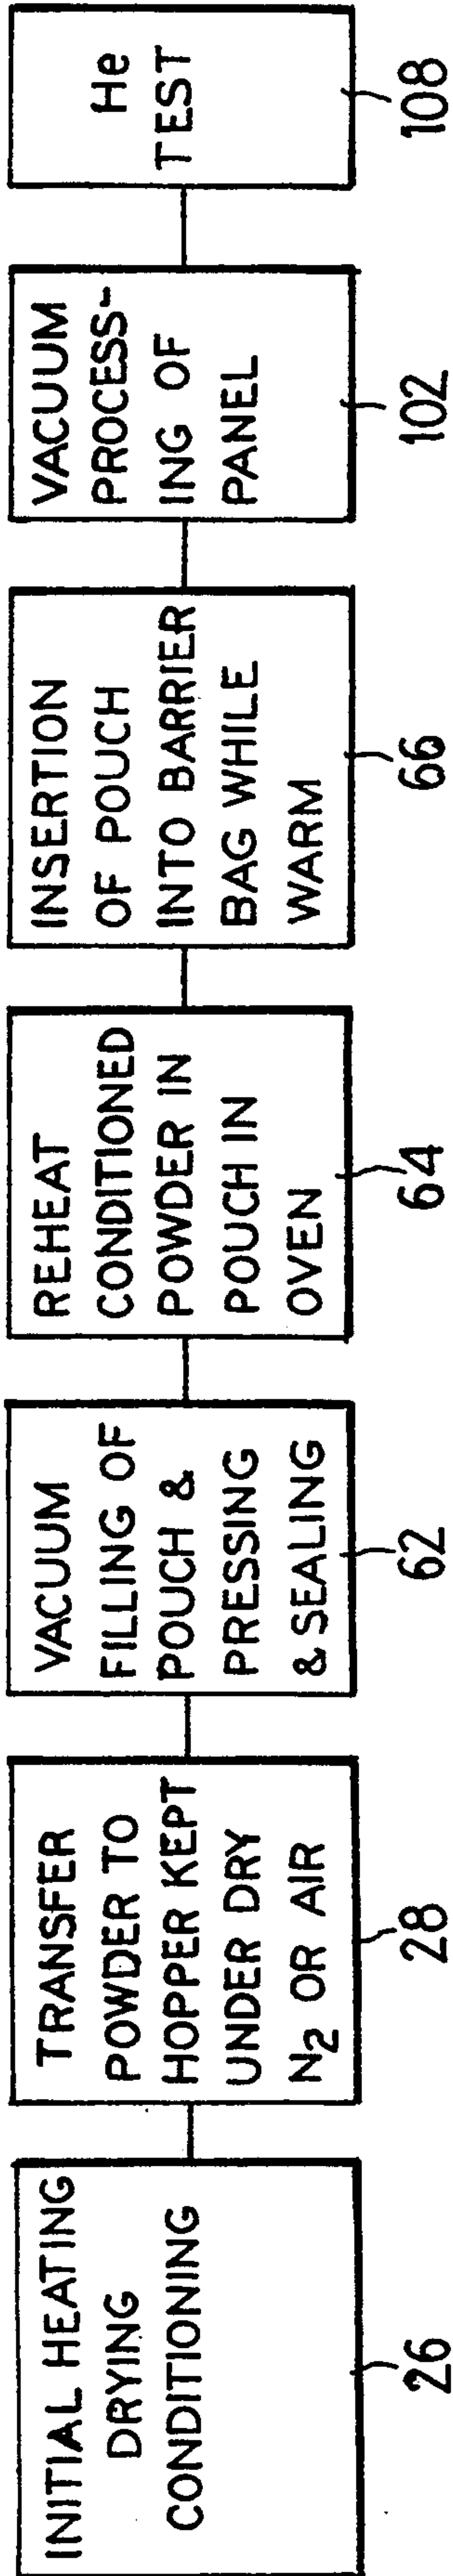 INITIAL HEATING
DRYING
CONDITIONING
26
TRANSFER
POWDER TO
HOPPER KEPT
UNDER DRY
N2 OR AIR
28
VACUUM
FILLING OF
POUCH &
PRESSING
& SEALING
62
REHEAT
CONDITIONED
POWDER IN
POUCH IN
OVEN
64
INSERTION
OF POUCH
INTO BARRIER
BAG WHILE
WARM
66
VACUUM
PROCESS-
ING OF
PANEL
102
He
TEST
108